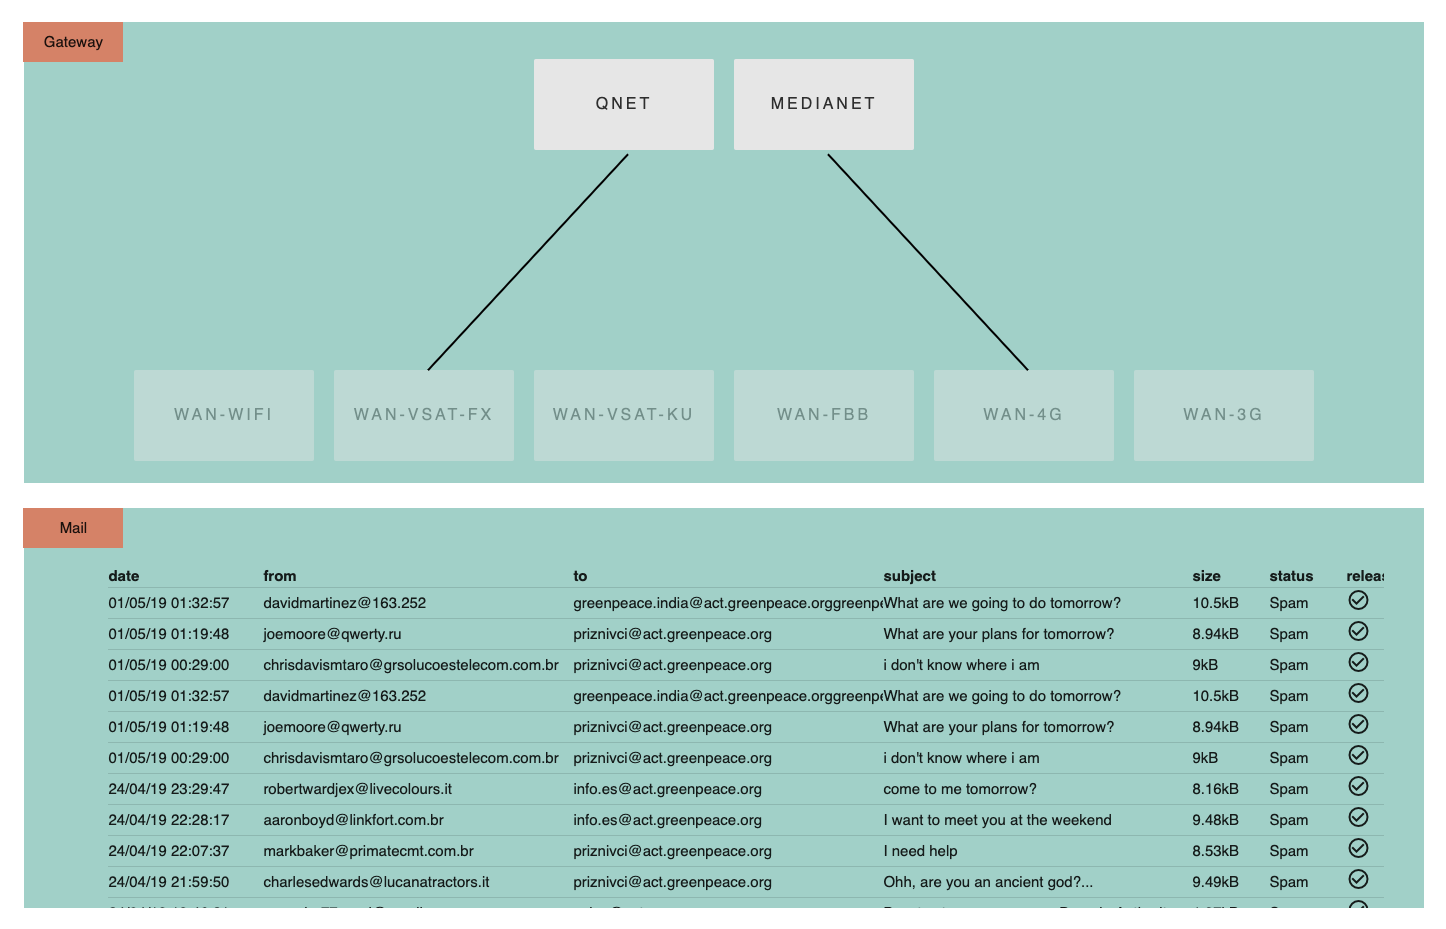 Gateway
QNET MEDIANET
WAN-WIFI WAN-VSAT-FX WAN-VSAT-KU WAN-FBB WAN-4G WAN-3G
Mail
date from to subject size status releas
01/05/19 01:32:57 davidmartinez@163.252 greenpeace.india@act.greenpeace.orggreenp What are we going to do tomorrow? 10.5kB Spam
01/05/19 01:19:48 joemoore@qwerty.ru priznivci@act.greenpeace.org What are your plans for tomorrow? 8.94kB Spam
01/05/19 00:29:00 chrisdavismtaro@grsolucoestelecom.com.br priznivci@act.greenpeace.org i don't know where i am 9kB Spam
01/05/19 01:32:57 davidmartinez@163.252 greenpeace.india@act.greenpeace.orggreenp What are we going to do tomorrow? 10.5kB Spam
01/05/19 01:19:48 joemoore@qwerty.ru priznivci@act.greenpeace.org What are your plans for tomorrow? 8.94kB Spam
01/05/19 00:29:00 chrisdavismtaro@grsolucoestelecom.com.br priznivci@act.greenpeace.org i don't know where i am 9kB Spam
24/04/19 23:29:47 robertwardjex@livecolours.it info.es@act.greenpeace.org come to me tomorrow? 8.16kB Spam
24/04/19 22:28:17 aaronboyd@linkfort.com.br info.es@act.greenpeace.org I want to meet you at the weekend 9.48kB Spam
24/04/19 22:07:37 markbaker@primatecmt.com.br priznivci@act.greenpeace.org I need help 8.53kB Spam
24/04/19 21:59:50 charlesedwards@lucanatractors.it priznivci@act.greenpeace.org Ohh, are you an ancient god?... 9.49kB Spam